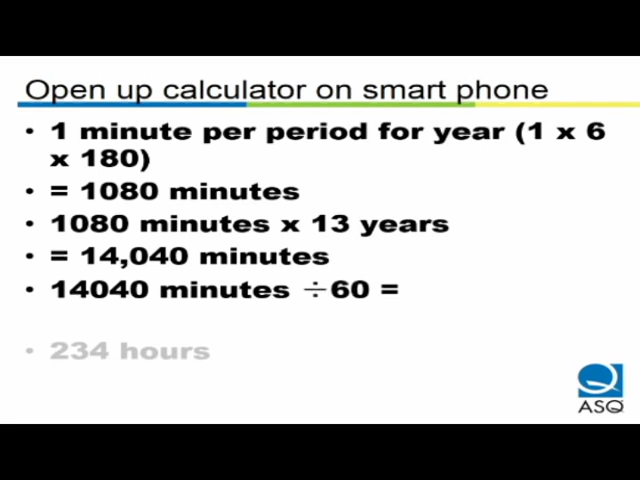 Open up calculator on smart phone
• 1 minute per period for year (1 x 6
x 180)
• = 1080 minutes
• 1080 minutes x 13 years
• = 14,040 minutes
• 14040 minutes ÷60 =
• 234 hours
ASQ